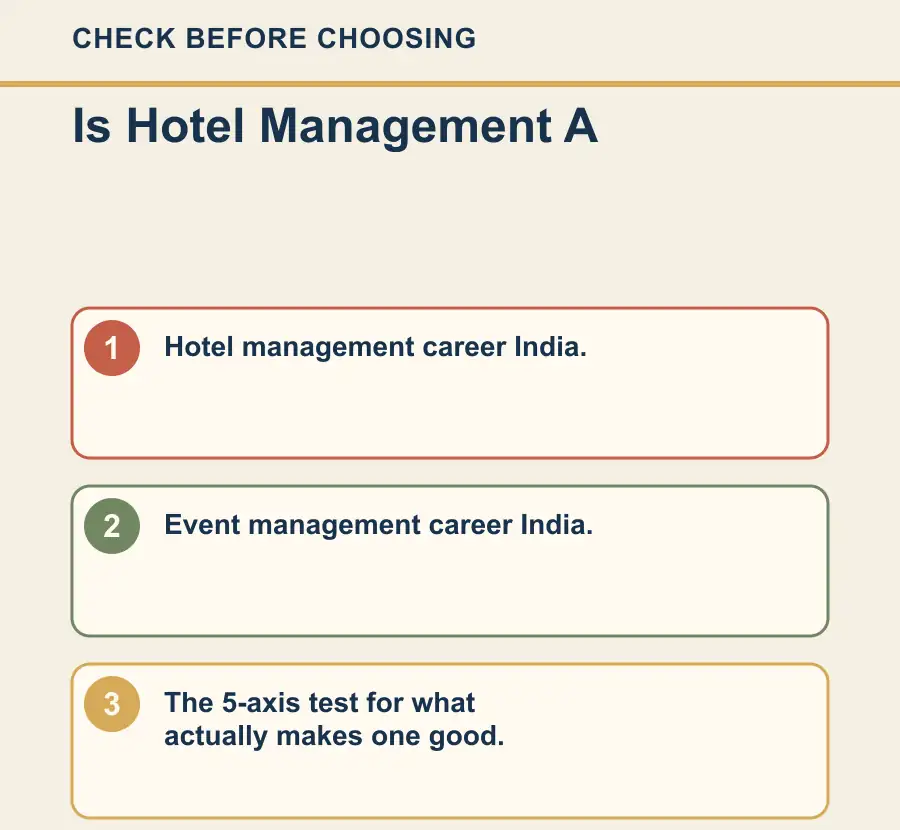 CHECK BEFORE CHOOSING
Is Hotel Management A
1
Hotel management career India.
2
Event management career India.
3
The 5-axis test for what
actually makes one good.